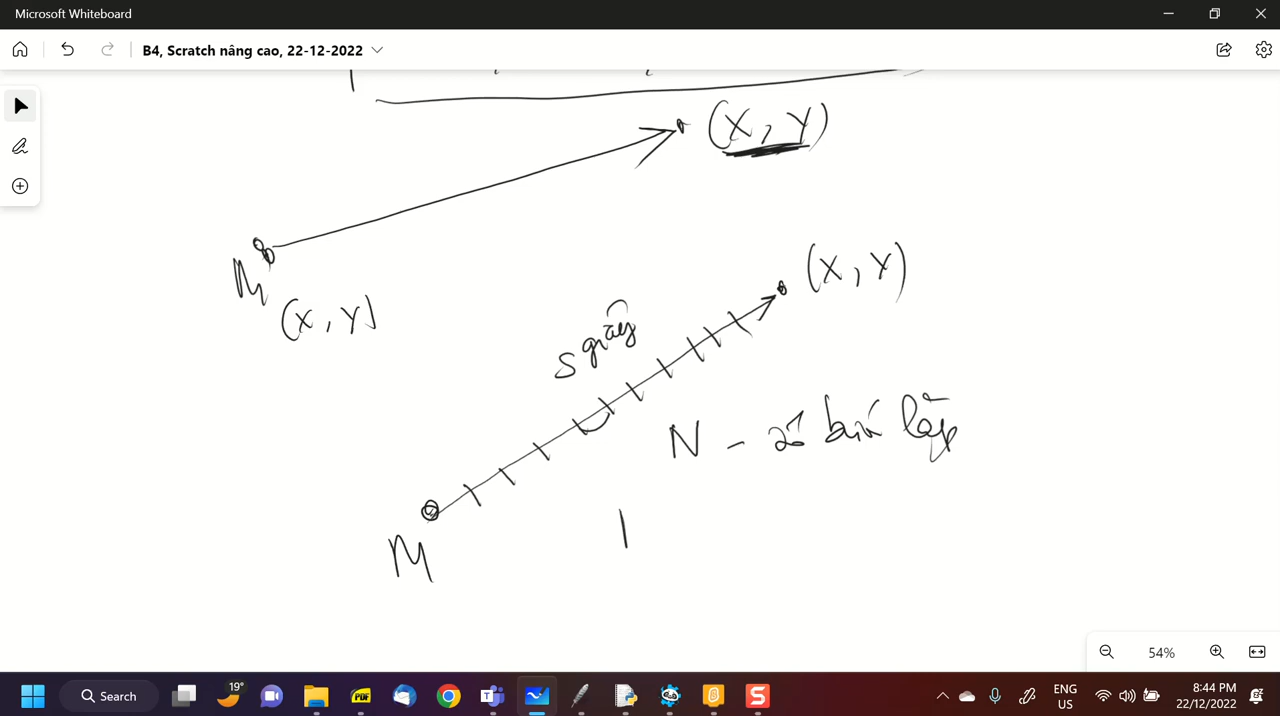 Microsoft Whiteboard
B4, Scratch nâng cao, 22-12-2022
(X, Y)
M
(X, Y)
(X, Y)
s giây
N - số bước lặp
M
54%
19°
Search
PDF
ENG
US
8:44 PM
22/12/2022